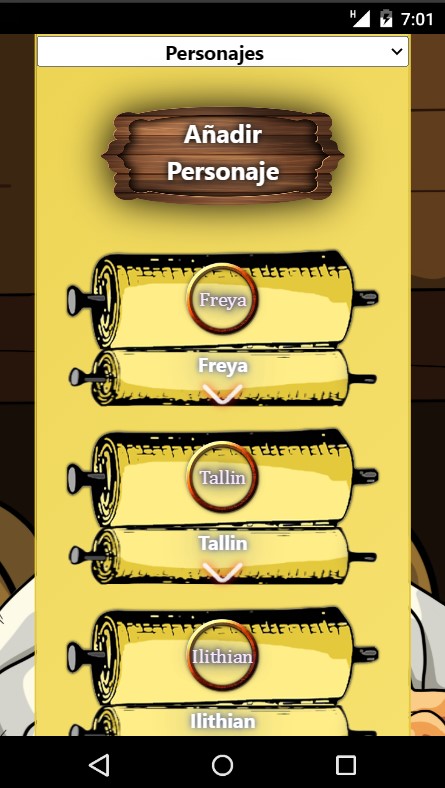 H
7:01
Personajes
Añadir
Personaje
Freya
Freya
Tallin
Tallin
Ilithian
Ilithian